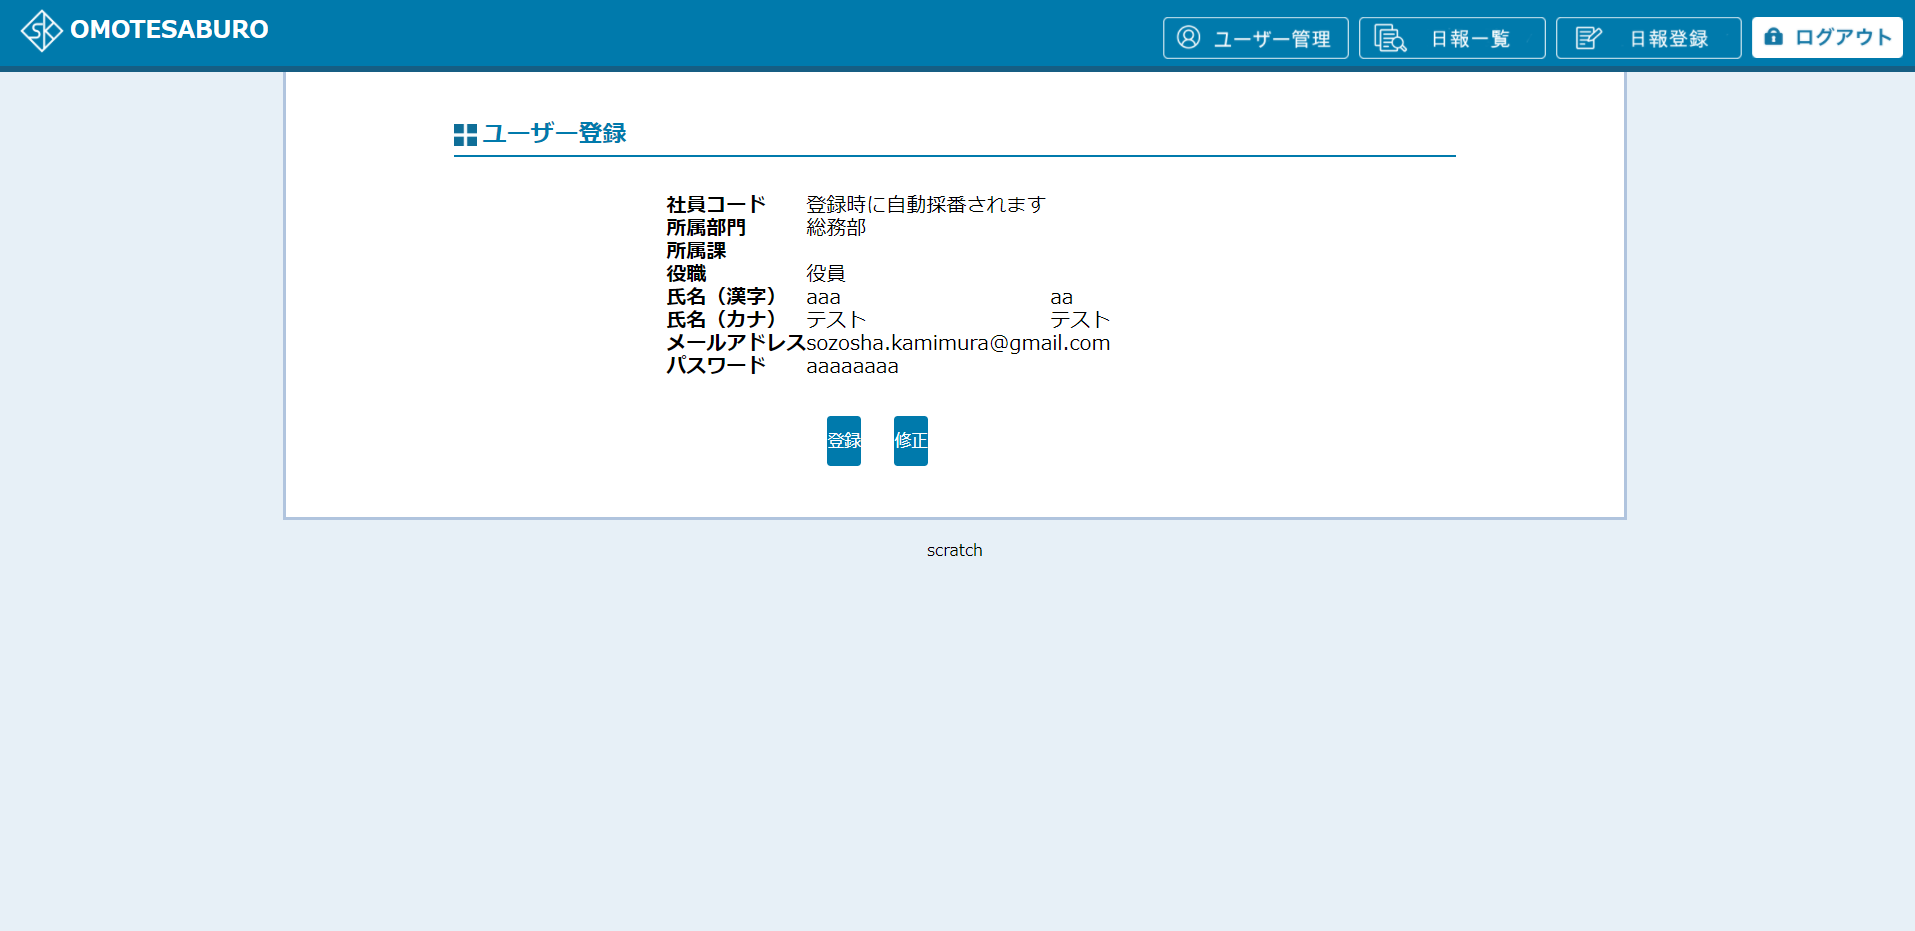 OMOTESABURO
ユーザー管理
日報一覧
日報登録
ログアウト
ユーザー登録
社員コード 登録時に自動採番されます
所属部門 総務部
所属課
役職 役員
氏名（漢字） aaa aa
氏名（カナ） テスト テスト
メールアドレス sozosha.kamimura@gmail.com
パスワード aaaaaaaa
登録 修正
scratch